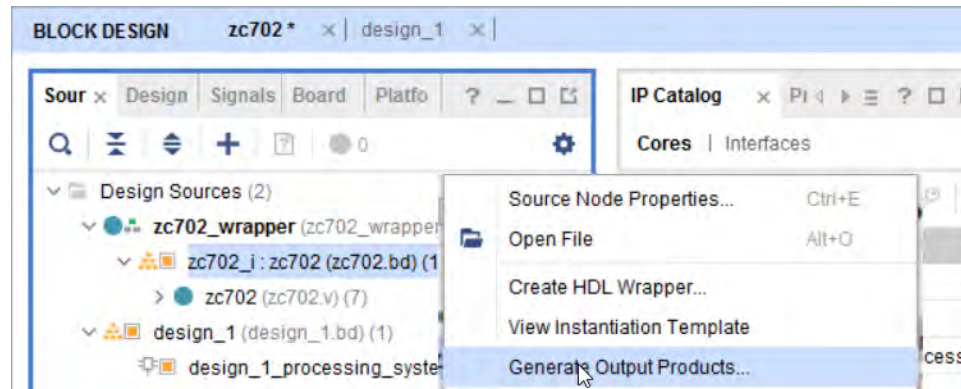 BLOCK DESIGN zc702 * × design_1 ×
Sour × Design Signals Board Platfo ?
IP Catalog × ?
0
Cores | Interfaces
Design Sources (2)
zc702_wrapper (zc702_wrapper
zc702_i : zc702 (zc702.bd) (1
zc702 (zc702.v) (7)
design_1 (design_1.bd) (1)
design_1_processing_syste
Source Node Properties... Ctrl+E
Open File Alt+O
Create HDL Wrapper...
View Instantiation Template
Generate Output Products...